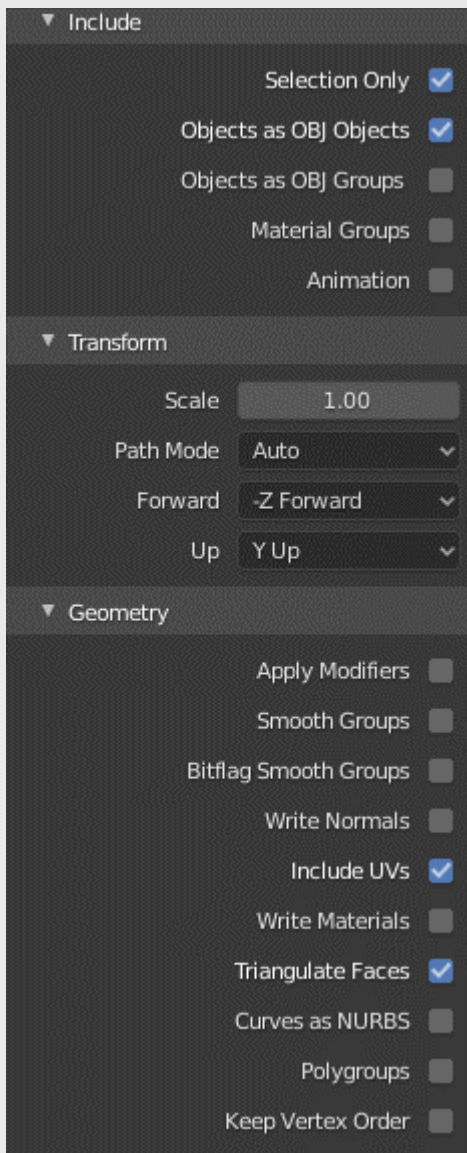 Include
Selection Only
Objects as OBJ Objects
Objects as OBJ Groups
Material Groups
Animation
Transform
Scale 1.00
Path Mode Auto
Forward -Z Forward
Up Y Up
Geometry
Apply Modifiers
Smooth Groups
Bitflag Smooth Groups
Write Normals
Include UVs
Write Materials
Triangulate Faces
Curves as NURBS
Polygroups
Keep Vertex Order